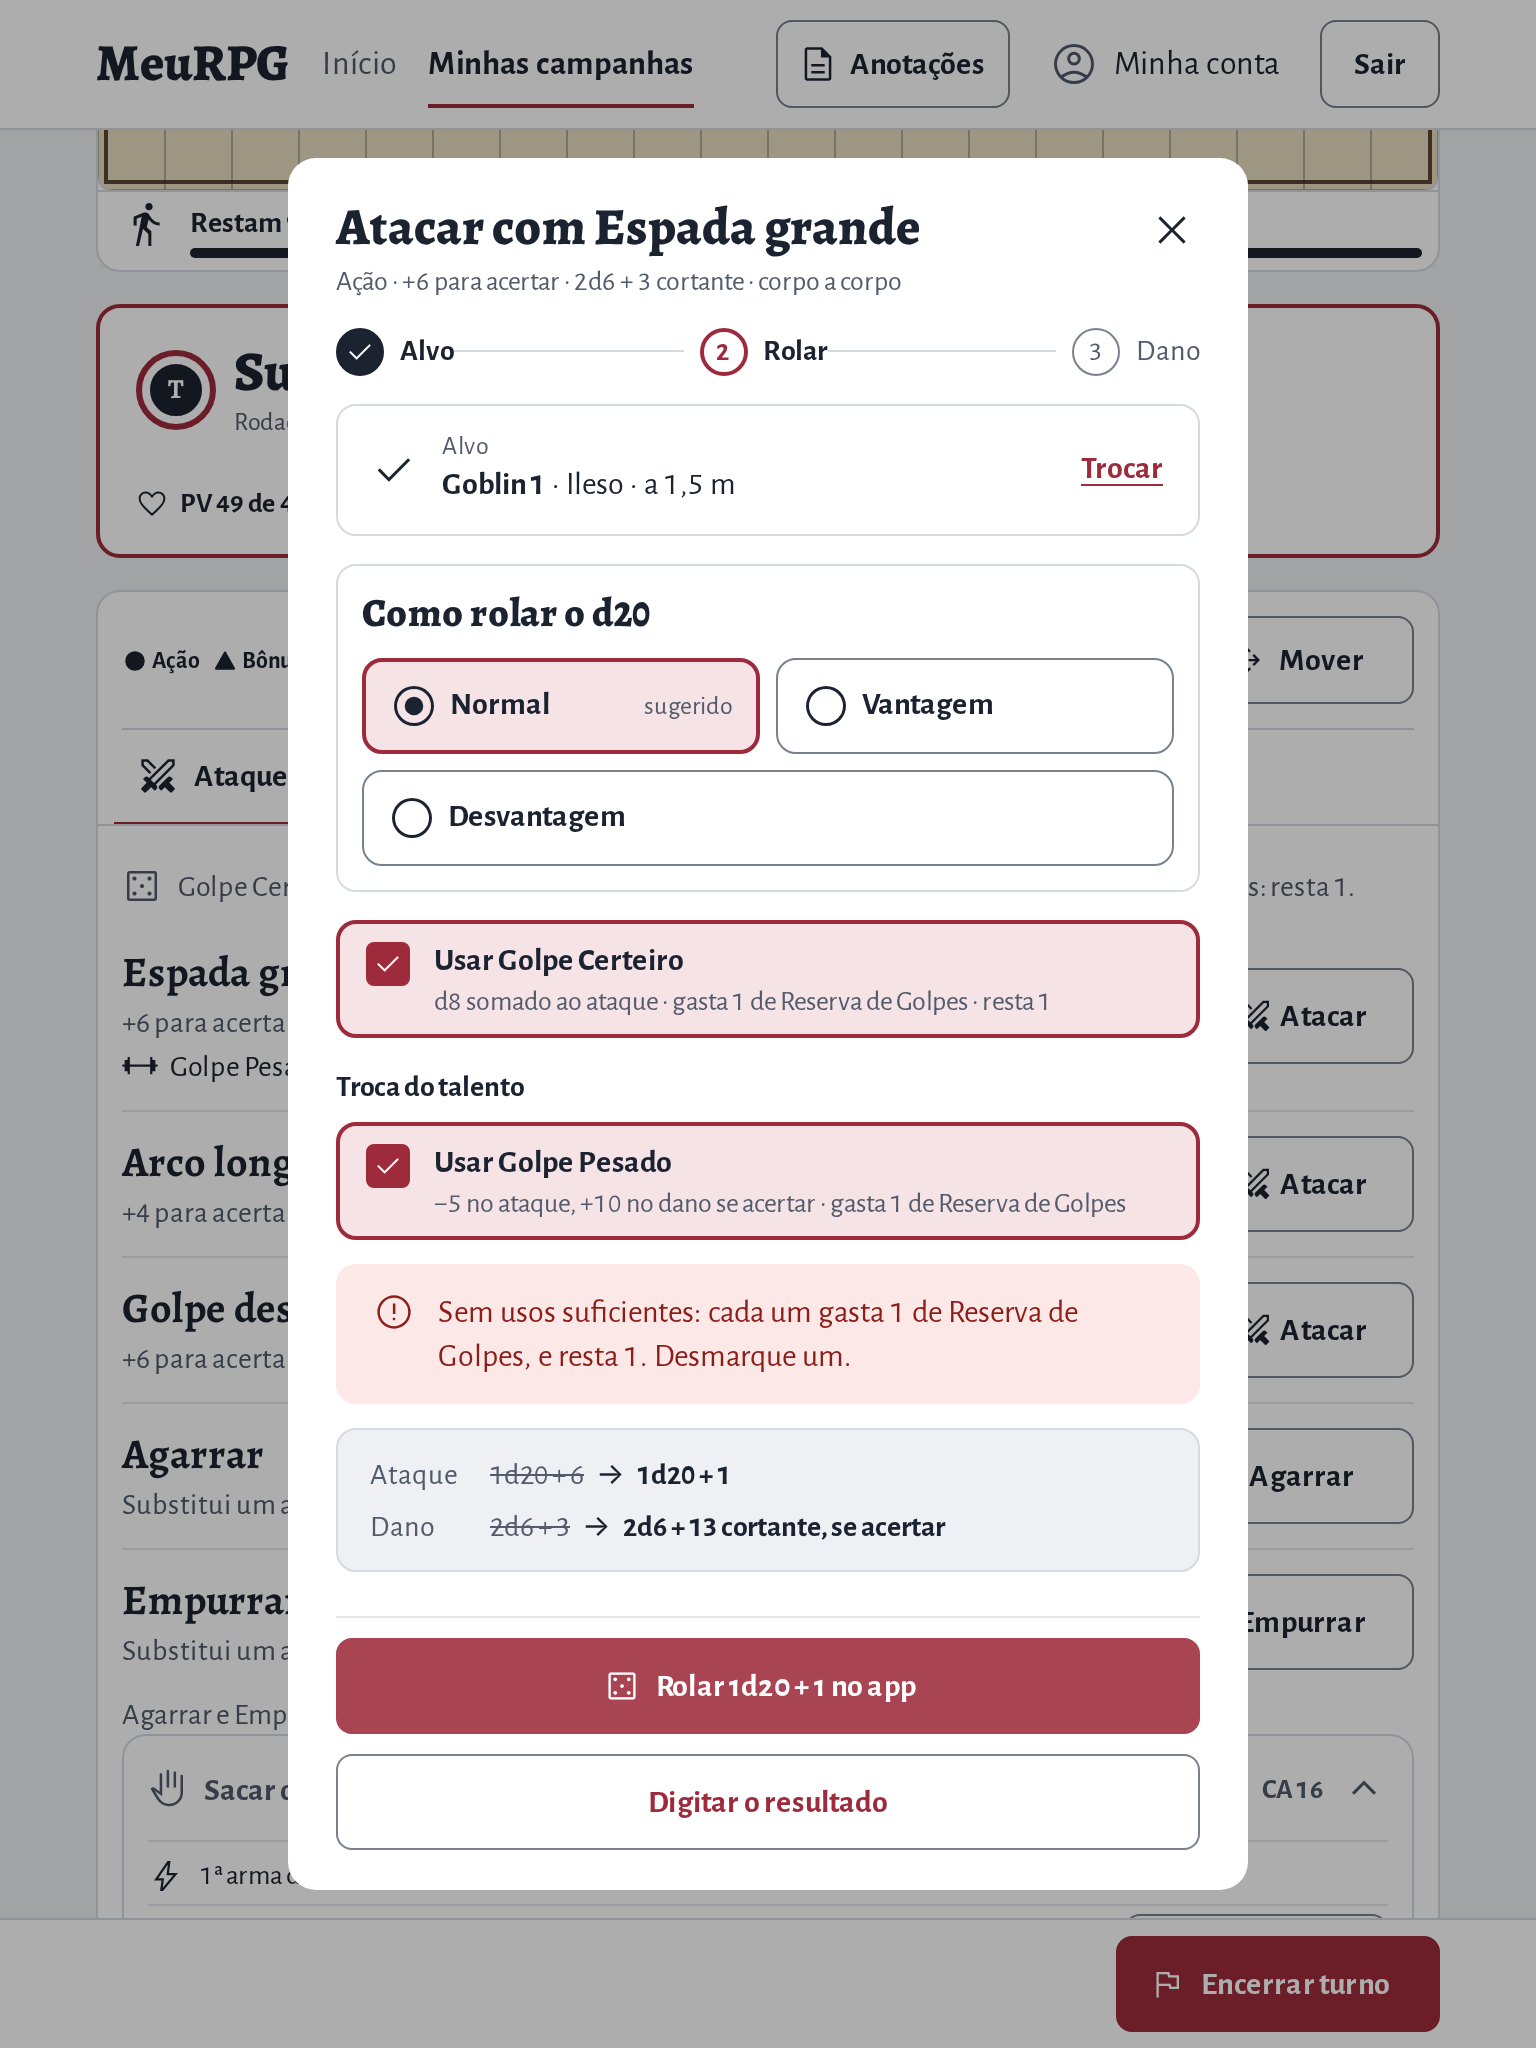 MeuRPG Início Minhas campanhas Anotações Minha conta Sair
Restam
Atacar com Espada grande
Ação · +6 para acertar · 2d6 + 3 cortante · corpo a corpo
Alvo 2 Rolar 3 Dano
T
Alvo
Goblin 1 · Ileso · a 1,5 m
Trocar
PV 49 de
Como rolar o d20
Normal sugerido
Vantagem
Desvantagem
Ação
Mover
Ataque
Golpe
s: resta 1.
Usar Golpe Certeiro
d8 somado ao ataque · gasta 1 de Reserva de Golpes · resta 1
Espada
+6 para acerta
Golpe
Atacar
Troca do talento
Usar Golpe Pesado
−5 no ataque, +10 no dano se acertar · gasta 1 de Reserva de Golpes
Arco long
+4 para acerta
Atacar
Sem usos suficientes: cada um gasta 1 de Reserva de
Golpes, e resta 1. Desmarque um.
Golpe des
+6 para acerta
Atacar
Ataque 1d20 + 6 → 1d20 + 1
Dano 2d6 + 3 → 2d6 + 13 cortante, se acertar
Agarrar
Substitui um a
Agarrar
Empurrar
Substitui um a
Empurrar
Rolar 1d20 + 1 no app
Agarrar e Emp
Digitar o resultado
Sacar
CA 16
1ª arma
Encerrar turno